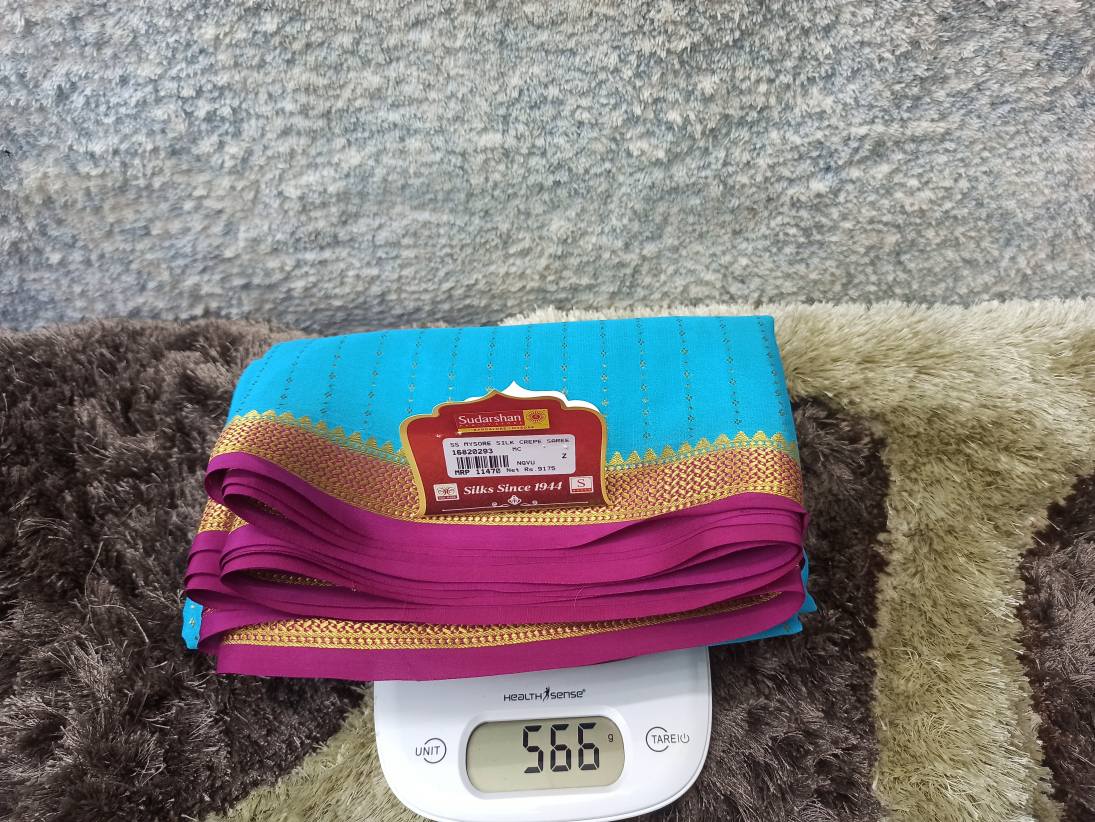 Sudarshan
SS MYSORE SILK CREPE SAREE
16820293 MC
NGVU Z
MRP 11470 Net Rs.9175
Silks Since 1944
S
HEALTH SENSE®
UNIT
566 g
TARE